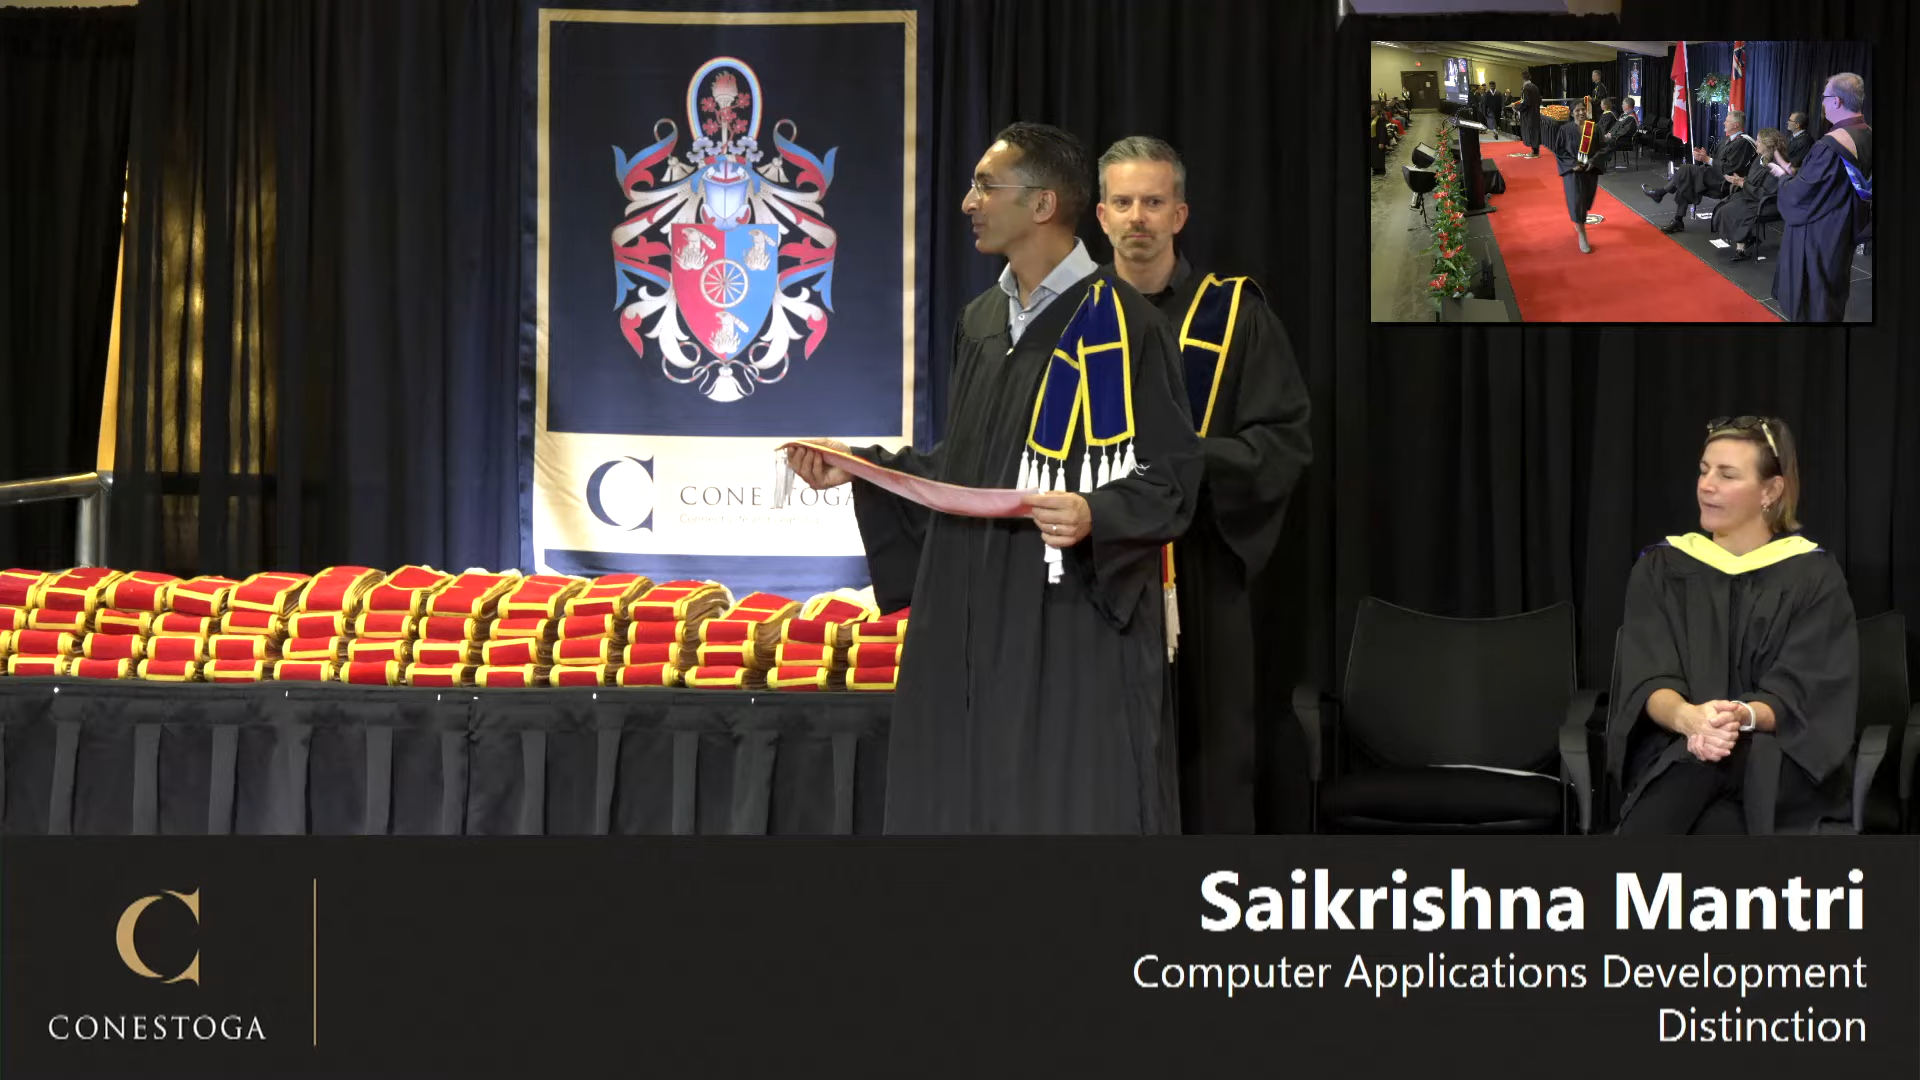 CONESTOGA
Saikrishna Mantri
Computer Applications Development
Distinction
CONESTOGA